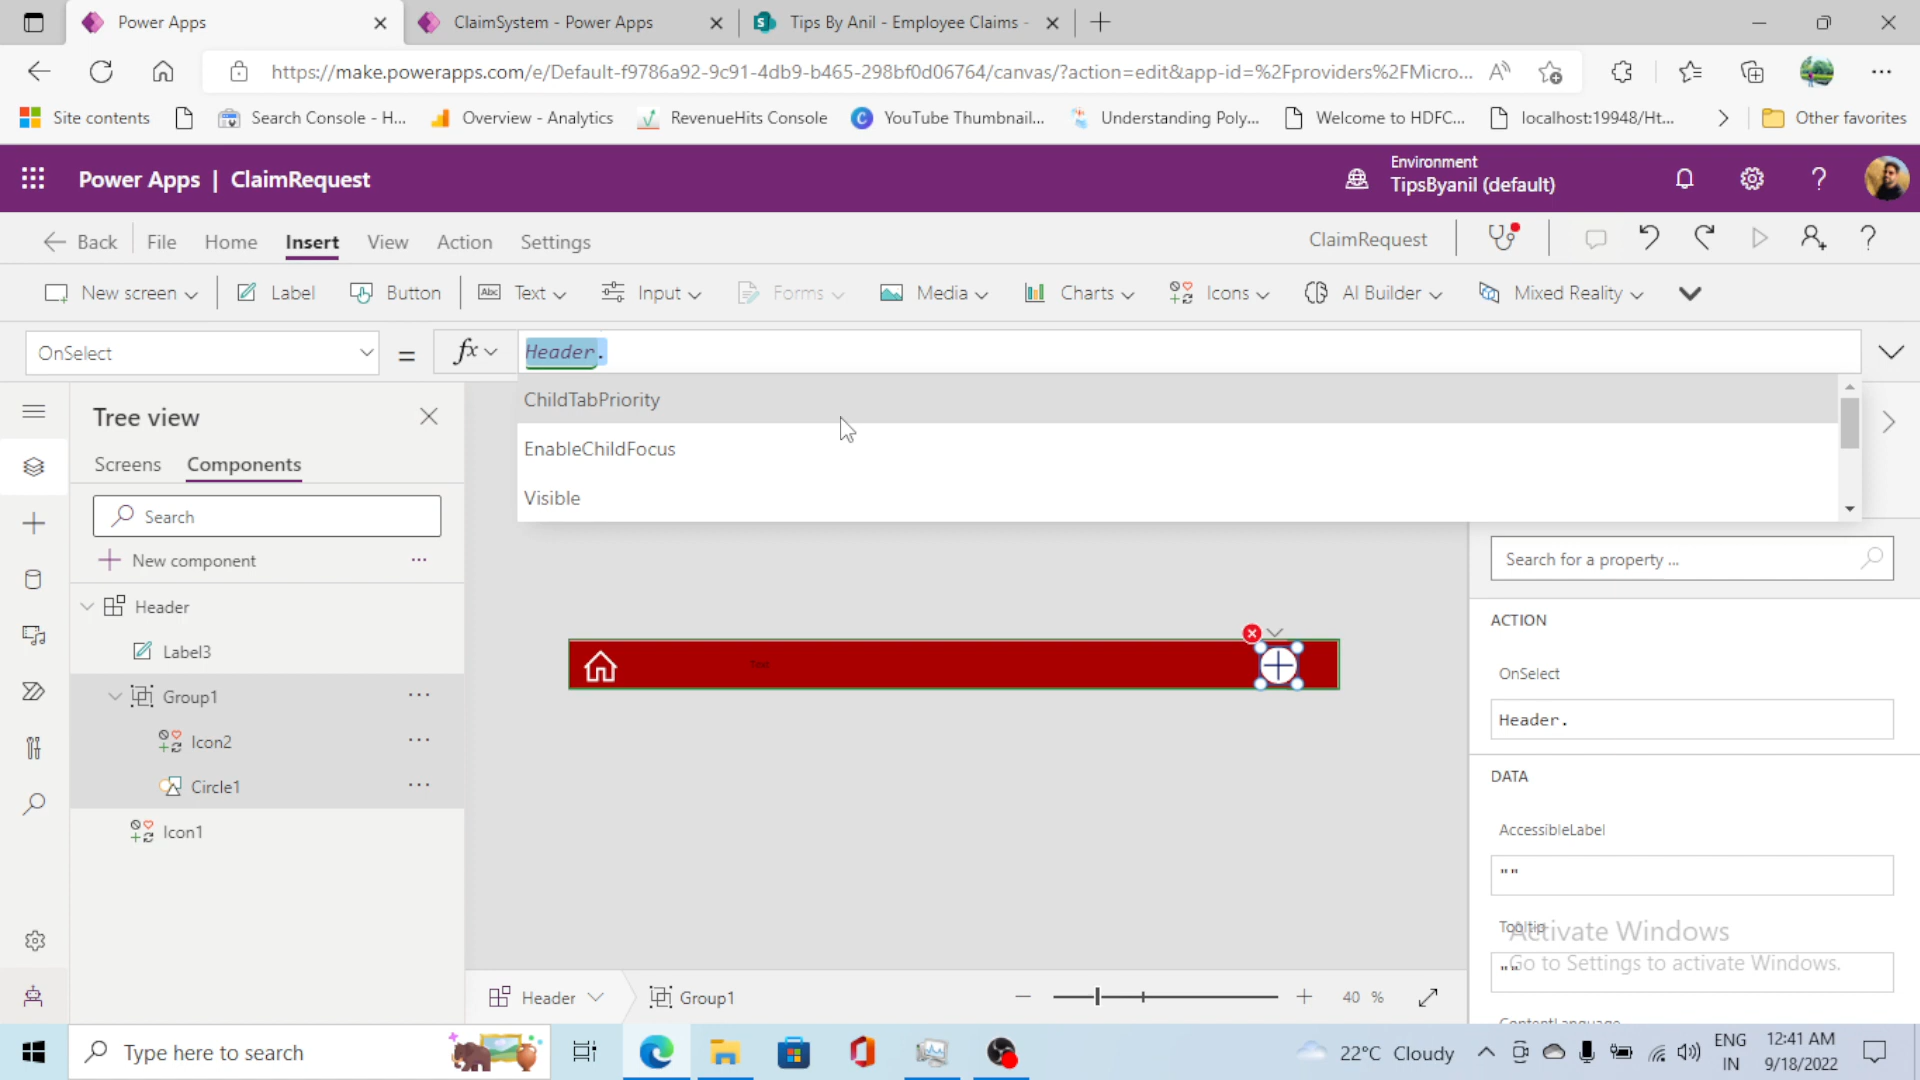 Power Apps
ClaimSystem - Power Apps
Tips By Anil - Employee Claims -
https://make.powerapps.com/e/Default-f9786a92-9c91-4db9-b465-298bf0d06764/canvas/?action=edit&app-id=%2Fproviders%2FMicro...
Site contents
Search Console - H...
Overview - Analytics
RevenueHits Console
YouTube Thumbnail...
Understanding Poly...
Welcome to HDFC...
localhost:19948/Ht...
Other favorites
Power Apps | ClaimRequest
Environment
TipsByanil (default)
Back
File
Home
Insert
View
Action
Settings
ClaimRequest
New screen
Label
Button
Text
Input
Forms
Media
Charts
Icons
AI Builder
Mixed Reality
OnSelect
=
fx
Header.
ChildTabPriority
EnableChildFocus
Visible
Tree view
Screens
Components
Search
New component
Header
Label3
Group1
Icon2
Circle1
Icon1
Text
Search for a property ...
ACTION
OnSelect
Header.
DATA
AccessibleLabel
""
Tooltip
""
ContentLanguage
Activate Windows
Go to Settings to activate Windows.
Header
Group1
40 %
Type here to search
22°C Cloudy
ENG
IN
12:41 AM
9/18/2022